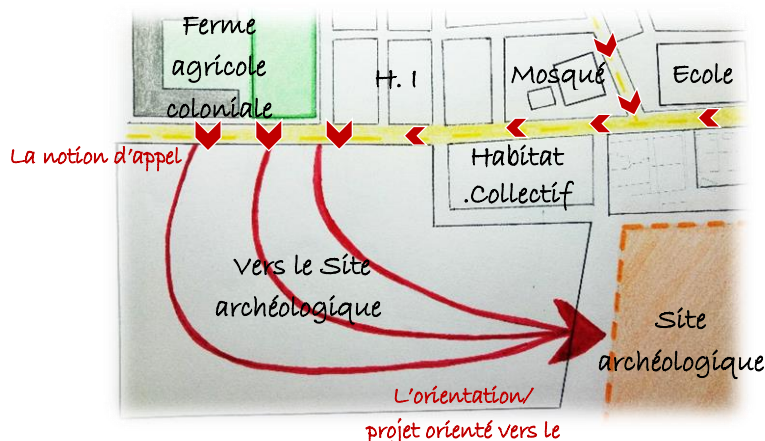 Ferme
agricole
coloniale
H. I
Mosqué
Ecole
La notion d'appel
Habitat
.Collectif
Vers le Site
archéologique
Site
archéologique
L'orientation/
projet orienté vers le